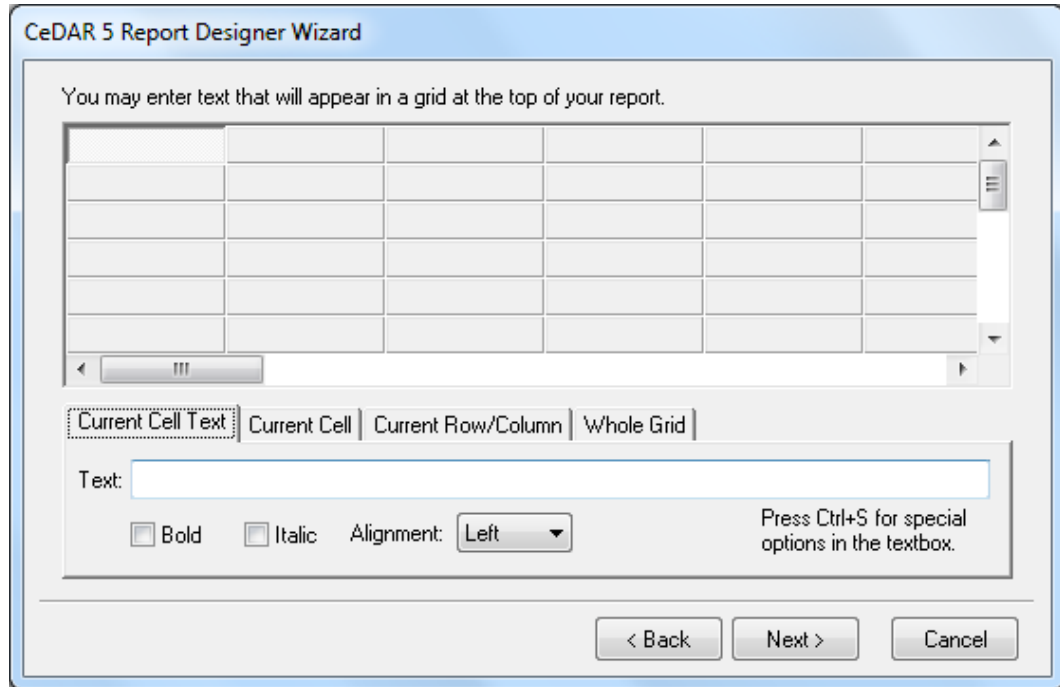 CeDAR 5 Report Designer Wizard
You may enter text that will appear in a grid at the top of your report.
Current Cell Text Current Cell Current Row/Column Whole Grid
Text:
Bold Italic Alignment: Left
Press Ctrl+S for special
options in the textbox.
< Back Next > Cancel